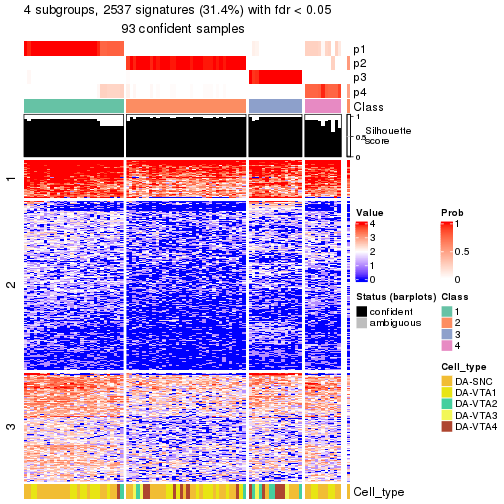 4 subgroups, 2537 signatures (31.4%) with fdr < 0.05
93 confident samples
p1
p2
p3
p4
Class
1
0.5
0
Silhouette
score
1
2
3
Value
4
3
2
1
0
Prob
1
0.5
0
Status (barplots)
confident
ambiguous
Class
1
2
3
4
Cell_type
DA-SNC
DA-VTA1
DA-VTA2
DA-VTA3
DA-VTA4
Cell_type